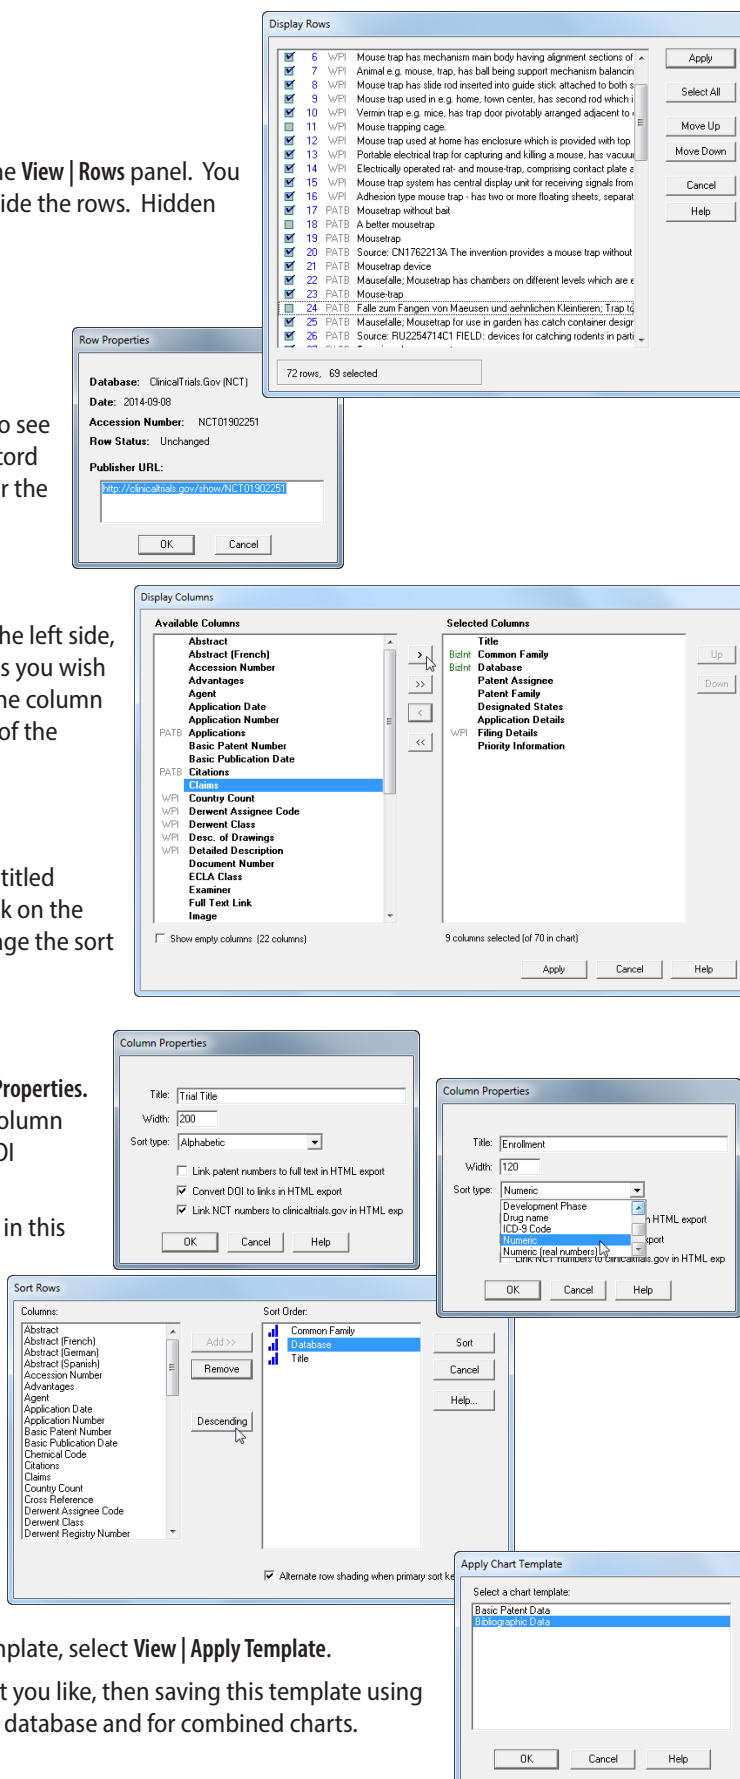 Display Rows
6 WPI Mouse trap has mechanism main body having alignment sections of
7 WPI Animal e.g. mouse, trap, has ball being support mechanism balancin
8 WPI Mouse trap has slide rod inserted into guide stick attached to both s
9 WPI Mouse trap used in e.g. home, town center, has second rod which i
10 WPI Vermin trap e.g. mice, has trap door pivotably arranged adjacent to
11 WPI Mouse trapping cage.
12 WPI Mouse trap used at home has enclosure which is provided with top
13 WPI Portable electrical trap for capturing and killing a mouse, has vacuu
14 WPI Electrically operated rat- and mouse-trap, comprising contact plate a
15 WPI Mouse trap system has central display unit for receiving signals from
16 WPI Adhesion type mouse trap - has two or more floating sheets, separat
17 PATB Mousetrap without bait
18 PATB A better mousetrap
19 PATB Mousetrap
20 PATB Source: CN1762213A The invention provides a mouse trap without
21 PATB Mousetrap device
22 PATB Mausefalle; Mousetrap has chambers on different levels which are e
23 PATB Mouse-trap
24 PATB Falle zum Fangen von Maeusen und aehnlichen Kleintieren; Trap to
25 PATB Mausefalle; Mousetrap for use in garden has catch container desigr
26 PATB Source: RU2254714C1 FIELD: devices for catching rodents in parti
72 rows, 69 selected
Apply
Select All
Move Up
Move Down
Cancel
Help
ne View | Rows panel. You
ide the rows. Hidden
Row Properties
Database: ClinicalTrials.Gov (NCT)
Date: 2014-09-08
Accession Number: NCT01902251
Row Status: Unchanged
Publisher URL:
http://clinicaltrials.gov/show/NCT01902251
OK Cancel
o see
cord
r the
Display Columns
Available Columns
Abstract
Abstract (French)
Accession Number
Advantages
Agent
Application Date
Application Number
PATB Applications
Basic Patent Number
Basic Publication Date
PATB Citations
Claims
WPI Country Count
WPI Derwent Assignee Code
WPI Derwent Class
WPI Desc. of Drawings
WPI Detailed Description
Document Number
ECLA Class
Examiner
Full Text Link
Image
Show empty columns (22 columns)
>
>>
<
<<
Selected Columns
Title
BizInt Common Family
BizInt Database
Patent Assignee
Patent Family
Designated States
Application Details
WPI Filing Details
Priority Information
9 columns selected (of 70 in chart)
Up
Down
Apply Cancel Help
he left side,
s you wish
he column
of the
titled
k on the
nge the sort
Column Properties
Title: Trial Title
Width: 200
Sort type: Alphabetic
Link patent numbers to full text in HTML export
Convert DOI to links in HTML export
Link NCT numbers to clinicaltrials.gov in HTML exp
OK Cancel Help
Properties.
olumn
OI
in this
Column Properties
Title: Enrollment
Width: 120
Sort type: Numeric
Development Phase
Drug name
ICD-9 Code
Numeric
Numeric (real numbers)
n HTML export
xport
Link NCT numbers to clinicaltrials.gov in HTML exp
OK Cancel Help
Sort Rows
Columns:
Abstract
Abstract (French)
Abstract (German)
Abstract (Spanish)
Accession Number
Advantages
Agent
Application Date
Application Number
Basic Patent Number
Basic Publication Date
Chemical Code
Citations
Claims
Country Count
Cross Reference
Derwent Assignee Code
Derwent Class
Derwent Registry Number
Add >>
Remove
Descending
Sort Order:
Common Family
Database
Title
Sort
Cancel
Help...
Alternate row shading when primary sort ke
Apply Chart Template
Select a chart template:
Basic Patent Data
Bibliographic Data
OK Cancel Help
mplate, select View | Apply Template.
t you like, then saving this template using
database and for combined charts.